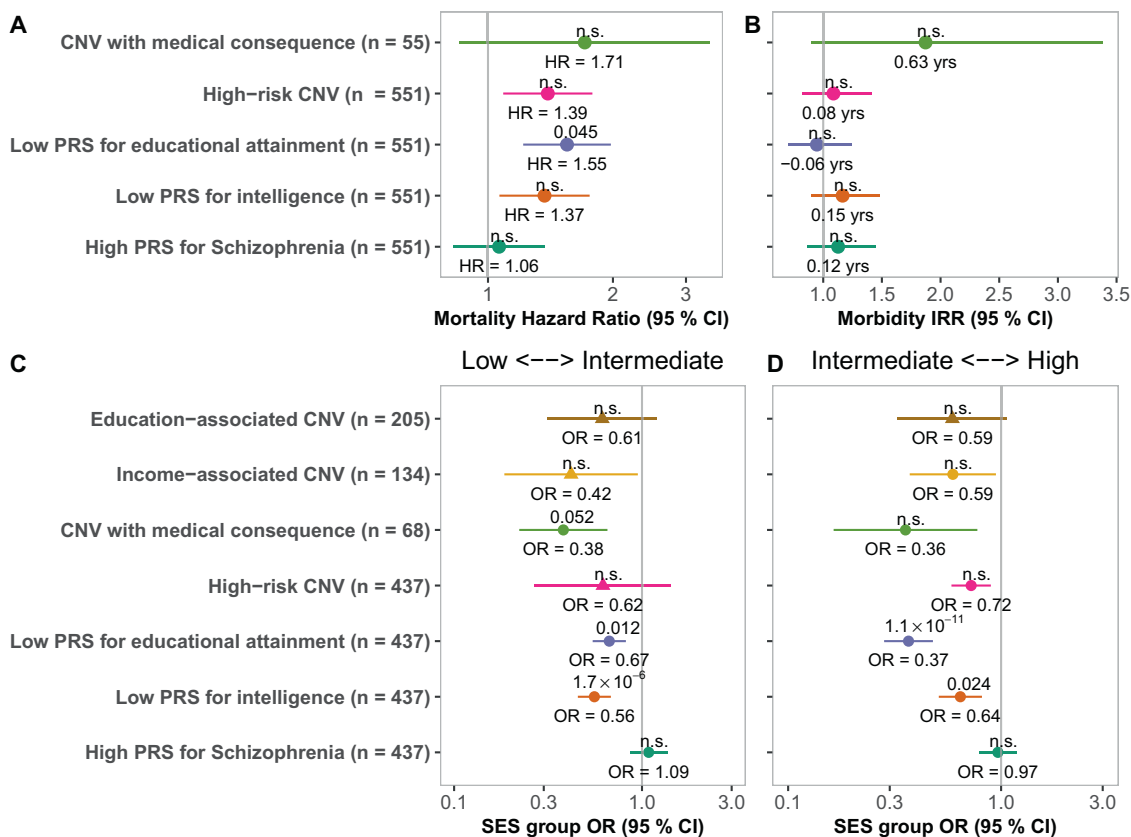 A
CNV with medical consequence (n = 55)
High−risk CNV (n  = 551)
Low PRS for educational attainment (n = 551)
Low PRS for intelligence (n = 551)
High PRS for Schizophrenia (n = 551)
n.s.
HR = 1.71
n.s.
HR = 1.39
0.045
HR = 1.55
n.s.
HR = 1.37
n.s.
HR = 1.06
1 2 3
Mortality Hazard Ratio (95 % CI)
B
n.s.
0.63 yrs
n.s.
0.08 yrs
n.s.
−0.06 yrs
n.s.
0.15 yrs
n.s.
0.12 yrs
1.0 1.5 2.0 2.5 3.0 3.5
Morbidity IRR (95 % CI)
C
Low <−−> Intermediate
Education−associated CNV (n = 205)
Income−associated CNV (n = 134)
CNV with medical consequence (n = 68)
High−risk CNV (n = 437)
Low PRS for educational attainment (n = 437)
Low PRS for intelligence (n = 437)
High PRS for Schizophrenia (n = 437)
n.s.
OR = 0.61
n.s.
OR = 0.42
0.052
OR = 0.38
n.s.
OR = 0.62
0.012
OR = 0.67
1.7 × 10⁻⁶
OR = 0.56
n.s.
OR = 1.09
0.1 0.3 1.0 3.0
SES group OR (95 % CI)
D
Intermediate <−−> High
n.s.
OR = 0.59
n.s.
OR = 0.59
n.s.
OR = 0.36
n.s.
OR = 0.72
1.1 × 10⁻¹¹
OR = 0.37
0.024
OR = 0.64
n.s.
OR = 0.97
0.1 0.3 1.0 3.0
SES group OR (95 % CI)